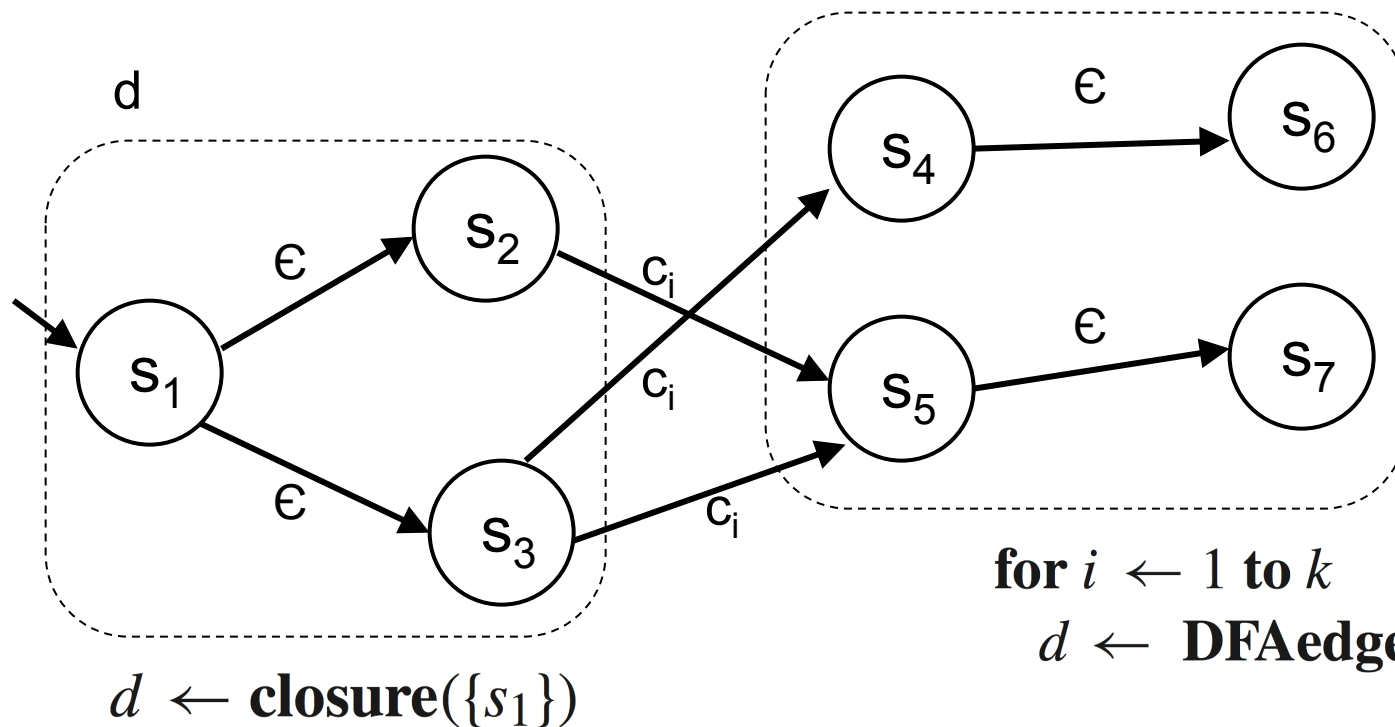 d
s₁
s₂
s₃
s₄
s₅
s₆
s₇
Є
Є
Є
Є
cᵢ
cᵢ
cᵢ
for i ← 1 to k
d ← DFAedge
d ← closure({s₁})